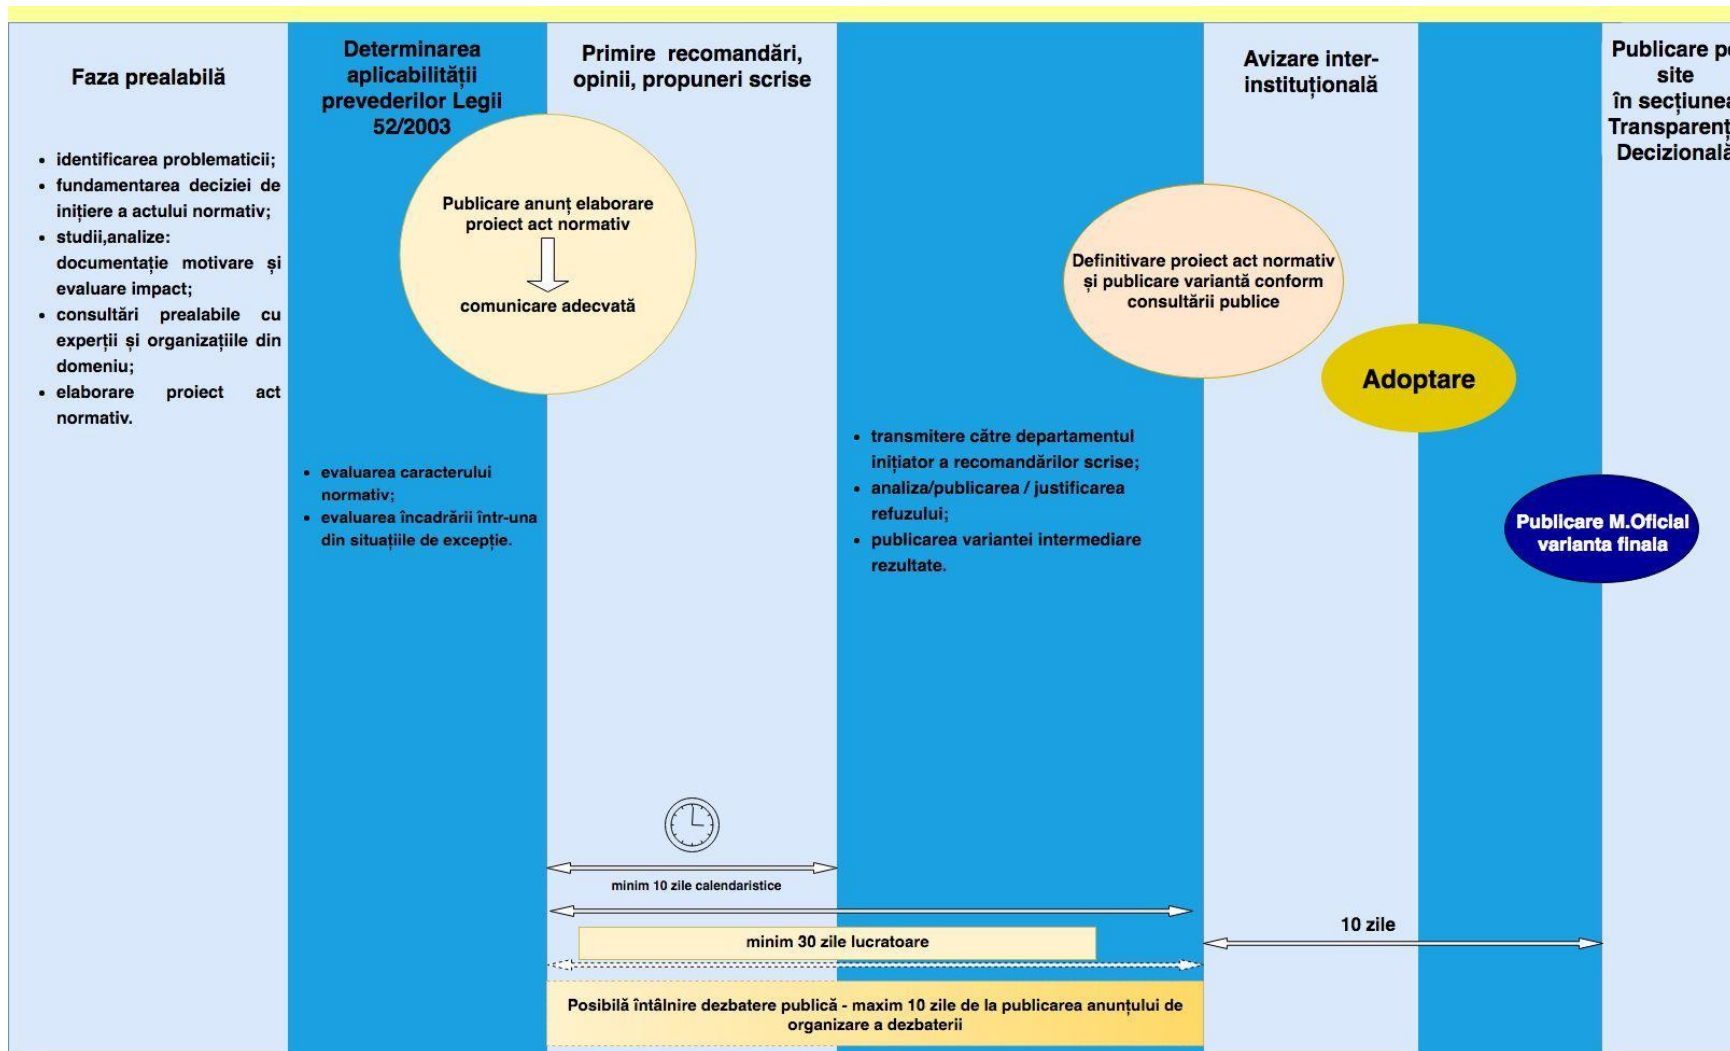 Faza prealabilă
• identificarea problematicii;
• fundamentarea deciziei de
inițiere a actului normativ;
• studii,analize:
documentație motivare și
evaluare impact;
• consultări prealabile cu
experții și organizațiile din
domeniu;
• elaborare proiect act
normativ.
Determinarea
aplicabilității
prevederilor Legii
52/2003
• evaluarea caracterului
normativ;
• evaluarea încadrării într-una
din situațiile de excepție.
Publicare anunț elaborare
proiect act normativ
comunicare adecvată
Primire recomandări,
opinii, propuneri scrise
• transmitere către departamentul
inițiator a recomandărilor scrise;
• analiza/publicarea / justificarea
refuzului;
• publicarea variantei intermediare
rezultate.
Definitivare proiect act normativ
și publicare variantă conform
consultării publice
Avizare inter-
instituțională
Adoptare
Publicare M.Oficial
varianta finala
Publicare
site
în secțiunea
Decizională
minim 10 zile calendaristice
minim 30 zile lucratoare
10 zile
Posibilă întâlnire dezbatere publică - maxim 10 zile de la publicarea anunțului de
organizare a dezbaterii